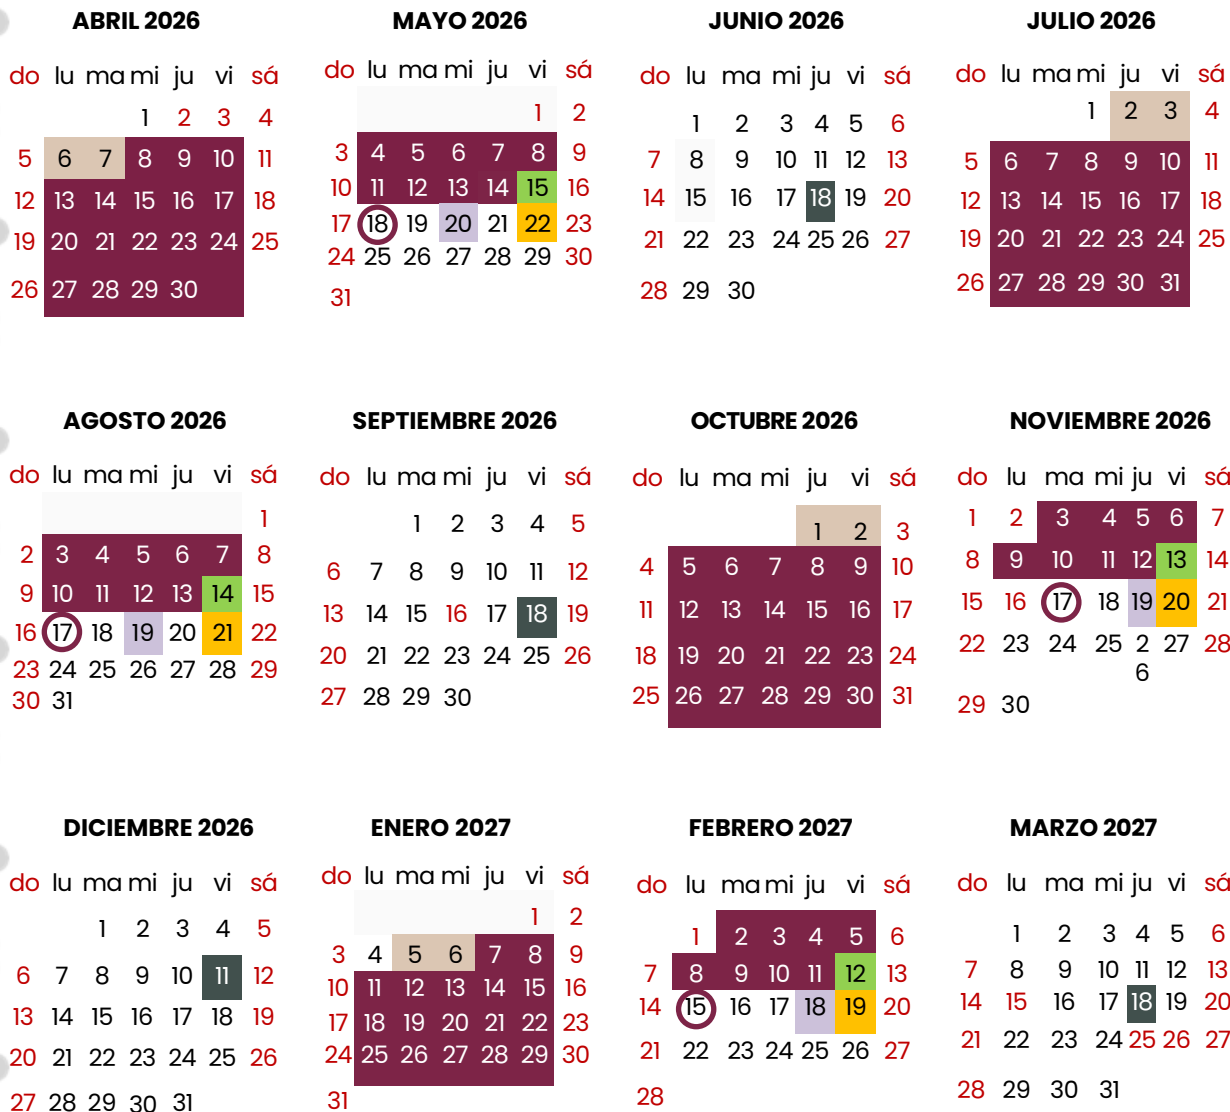 ABRIL 2026
do lu ma mi ju vi sá
1 2 3 4
5 6 7 8 9 10 11
12 13 14 15 16 17 18
19 20 21 22 23 24 25
26 27 28 29 30
MAYO 2026
do lu ma mi ju vi sá
1 2
3 4 5 6 7 8 9
10 11 12 13 14 15 16
17 18 19 20 21 22 23
24 25 26 27 28 29 30
31
JUNIO 2026
do lu ma mi ju vi sá
1 2 3 4 5 6
7 8 9 10 11 12 13
14 15 16 17 18 19 20
21 22 23 24 25 26 27
28 29 30
JULIO 2026
do lu ma mi ju vi sá
1 2 3 4
5 6 7 8 9 10 11
12 13 14 15 16 17 18
19 20 21 22 23 24 25
26 27 28 29 30 31
AGOSTO 2026
do lu ma mi ju vi sá
1
2 3 4 5 6 7 8
9 10 11 12 13 14 15
16 17 18 19 20 21 22
23 24 25 26 27 28 29
30 31
SEPTIEMBRE 2026
do lu ma mi ju vi sá
1 2 3 4 5
6 7 8 9 10 11 12
13 14 15 16 17 18 19
20 21 22 23 24 25 26
27 28 29 30
OCTUBRE 2026
do lu ma mi ju vi sá
1 2 3
4 5 6 7 8 9 10
11 12 13 14 15 16 17
18 19 20 21 22 23 24
25 26 27 28 29 30 31
NOVIEMBRE 2026
do lu ma mi ju vi sá
1 2 3 4 5 6 7
8 9 10 11 12 13 14
15 16 17 18 19 20 21
22 23 24 25 2 27 28
6
29 30
DICIEMBRE 2026
do lu ma mi ju vi sá
1 2 3 4 5
6 7 8 9 10 11 12
13 14 15 16 17 18 19
20 21 22 23 24 25 26
27 28 29 30 31
ENERO 2027
do lu ma mi ju vi sá
1 2
3 4 5 6 7 8 9
10 11 12 13 14 15 16
17 18 19 20 21 22 23
24 25 26 27 28 29 30
31
FEBRERO 2027
do lu ma mi ju vi sá
1 2 3 4 5 6
7 8 9 10 11 12 13
14 15 16 17 18 19 20
21 22 23 24 25 26 27
28
MARZO 2027
do lu ma mi ju vi sá
1 2 3 4 5 6
7 8 9 10 11 12 13
14 15 16 17 18 19 20
21 22 23 24 25 26 27
28 29 30 31